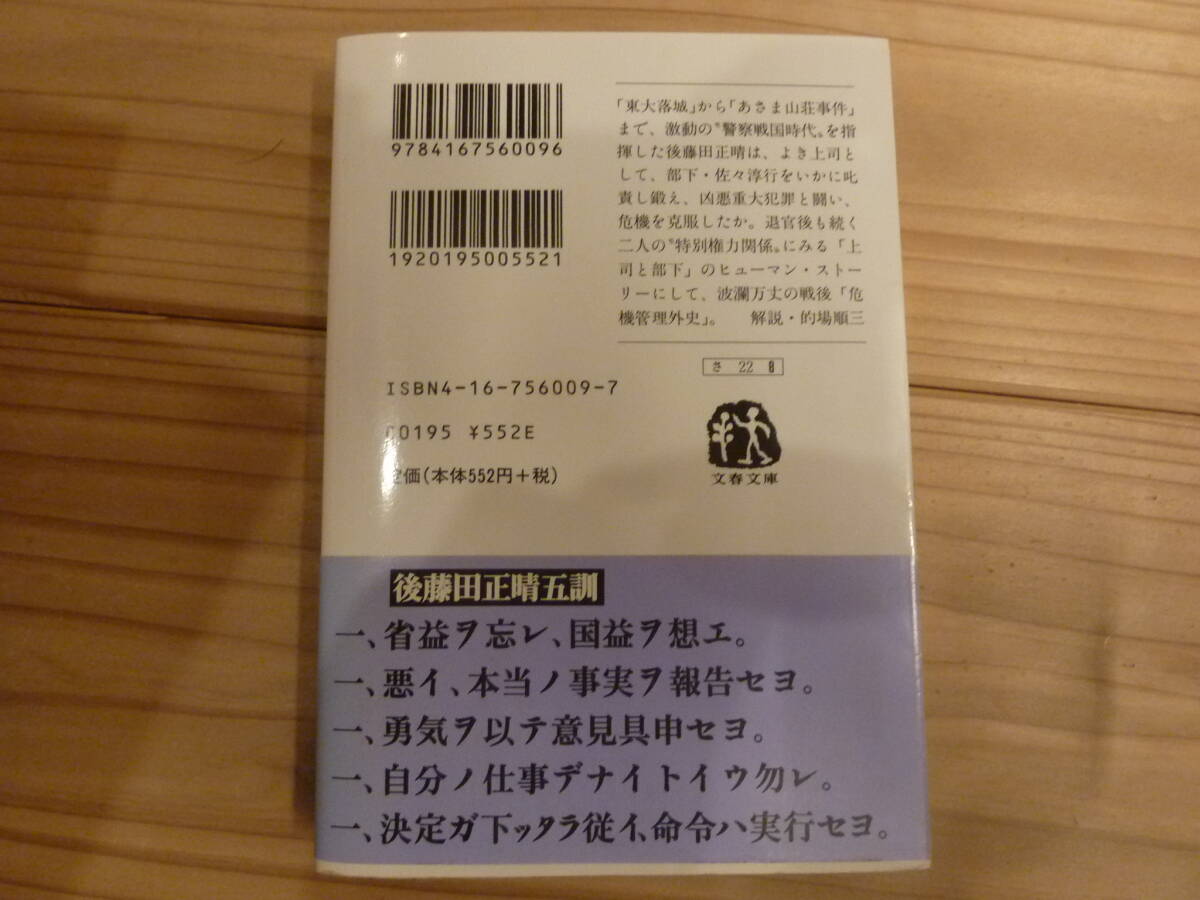 9784167560096
1920195005521
「東大落城」から「あさま山荘事件」
まで、激動の〝警察戦国時代〟を指
揮した後藤田正晴は、よき上司と
して、部下・佐々淳行をいかに叱
責し鍛え、凶悪重大犯罪と闘い、
危機を克服したか。退官後も続く
二人の〝特別権力関係〟にみる「上
司と部下」のヒューマン・ストー
リーにして、波瀾万丈の戦後「危
機管理外史」。 解説・的場順三
さ 22 8
ISBN4-16-756009-7
C0195 ¥552E
定価(本体552円+税)
文春文庫
後藤田正晴五訓
一、省益ヲ忘レ、国益ヲ想エ。
一、悪イ、本当ノ事実ヲ報告セヨ。
一、勇気ヲ以テ意見具申セヨ。
一、自分ノ仕事デナイトイウ勿レ。
一、決定ガ下ッタラ従イ、命令ハ実行セヨ。